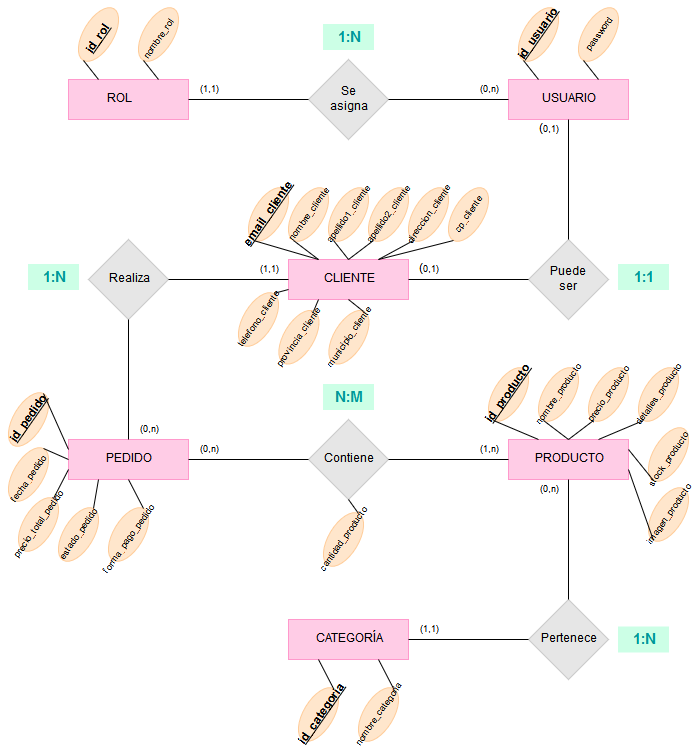 id_rol
nombre_rol
1:N
id_usuario
password
ROL
(1,1)
Se
asigna
(0,n)
USUARIO
(0,1)
email_cliente
nombre_cliente
apellido1_cliente
apellido2_cliente
direccion_cliente
cp_cliente
1:N
Realiza
(1,1)
CLIENTE
(0,1)
Puede
ser
1:1
telefono_cliente
provincia_cliente
municipio_cliente
id_pedido
N:M
id_producto
nombre_producto
precio_producto
detalles_producto
(0,n)
PEDIDO
(0,n)
Contiene
(1,n)
PRODUCTO
(0,n)
stock_producto
imagen_producto
fecha_pedido
precio_total_pedido
estado_pedido
forma_pago_pedido
cantidad_producto
CATEGORÍA
(1,1)
Pertenece
1:N
id_categoria
nombre_categoria